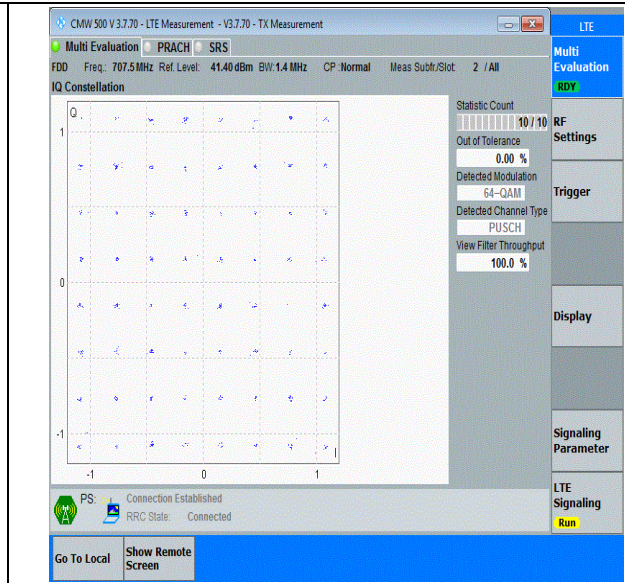 CMW 500 V 3.7.70 - LTE Measurement - V3.7.70 - TX Measurement
LTE
Multi Evaluation PRACH SRS
Multi
Evaluation
RDY
FDD Freq.: 707.5 MHz Ref. Level: 41.40 dBm BW: 1.4 MHz CP :Normal Meas Subfr./Slot: 2 / All
IQ Constellation
Q
1
0
-1
-1 0 1
I
Statistic Count
10 / 10
Out of Tolerance
0.00 %
Detected Modulation
64-QAM
Detected Channel Type
PUSCH
View Filter Throughput
100.0 %
RF
Settings
Trigger
Display
Signaling
Parameter
LTE
Signaling
Run
PS: Connection Established
RRC State: Connected
Go To Local
Show Remote
Screen